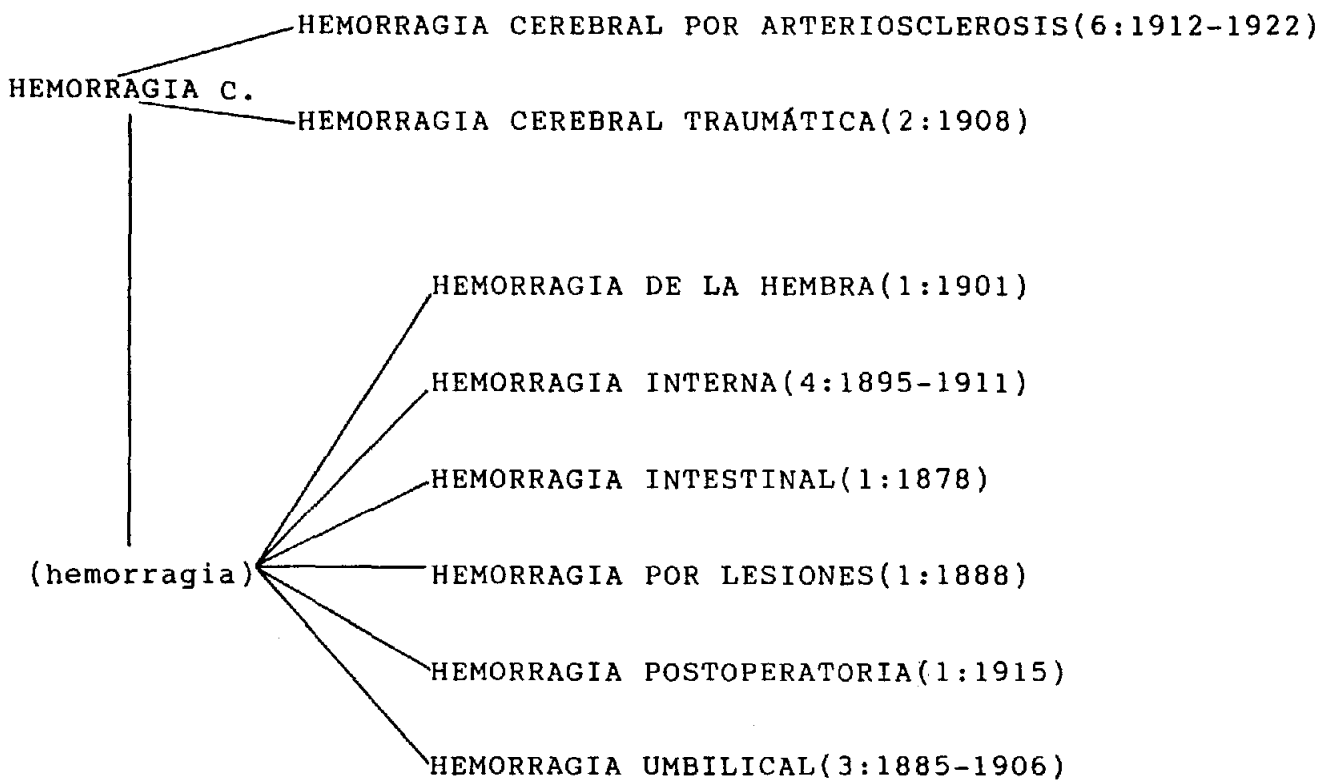 HEMORRAGIA CEREBRAL POR ARTERIOSCLEROSIS(6:1912-1922)
HEMORRAGIA C.
HEMORRAGIA CEREBRAL TRAUMÁTICA(2:1908)
HEMORRAGIA DE LA HEMBRA(1:1901)
HEMORRAGIA INTERNA(4:1895-1911)
HEMORRAGIA INTESTINAL(1:1878)
(hemorragia)
HEMORRAGIA POR LESIONES(1:1888)
HEMORRAGIA POSTOPERATORIA(1:1915)
HEMORRAGIA UMBILICAL(3:1885-1906)